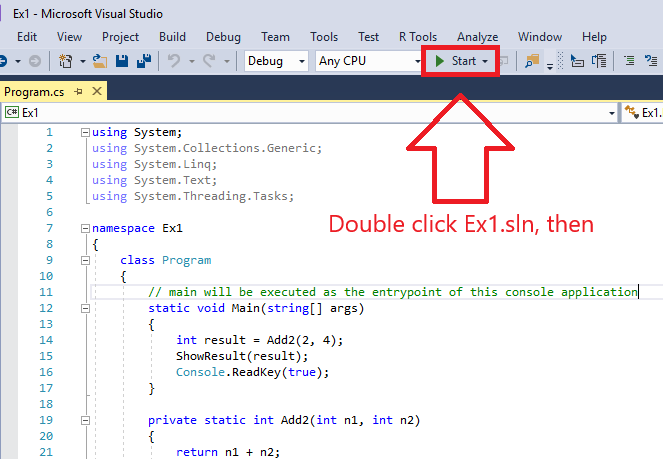 Ex1 - Microsoft Visual Studio
Edit View Project Build Debug Team Tools Test R Tools Analyze Window Help
Debug Any CPU Start
Program.cs
C# Ex1 Ex1.
1 using System;
2 using System.Collections.Generic;
3 using System.Linq;
4 using System.Text;
5 using System.Threading.Tasks;
6
Double click Ex1.sln, then
7 namespace Ex1
8 {
9 class Program
10 {
11 // main will be executed as the entrypoint of this console application
12 static void Main(string[] args)
13 {
14 int result = Add2(2, 4);
15 ShowResult(result);
16 Console.ReadKey(true);
17 }
18
19 private static int Add2(int n1, int n2)
20 {
21 return n1 + n2;